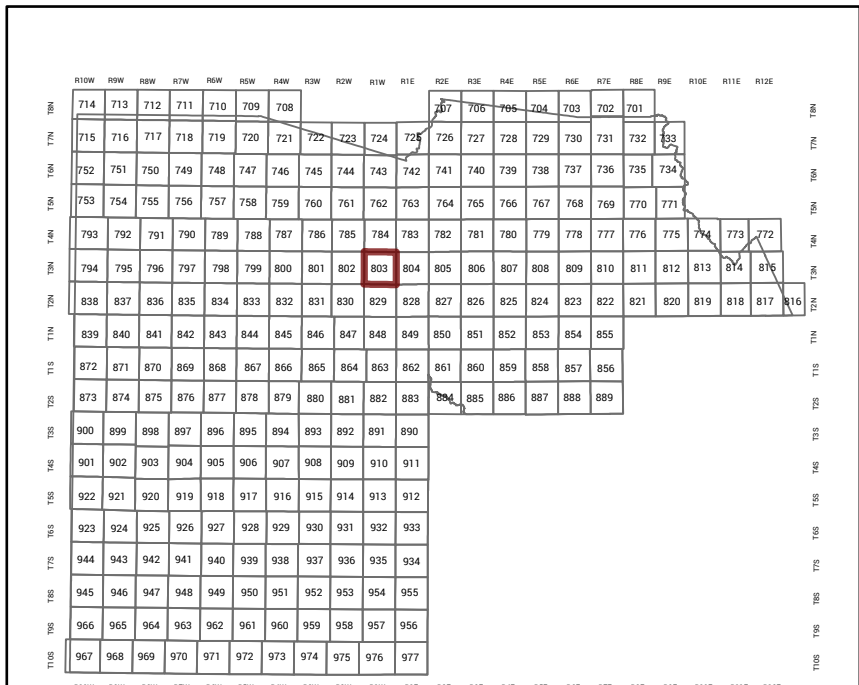 R10W R9W R8W R7W R6W R5W R4W R3W R2W R1W R1E R2E R3E R4E R5E R6E R7E R8E R9E R10E R11E R12E
T8N 714 713 712 711 710 709 708 707 706 705 704 703 702 701 T8N
T7N 715 716 717 718 719 720 721 722 723 724 725 726 727 728 729 730 731 732 733 T7N
T6N 752 751 750 749 748 747 746 745 744 743 742 741 740 739 738 737 736 735 734 T6N
T5N 753 754 755 756 757 758 759 760 761 762 763 764 765 766 767 768 769 770 771 T5N
T4N 793 792 791 790 789 788 787 786 785 784 783 782 781 780 779 778 777 776 775 774 773 772 T4N
T3N 794 795 796 797 798 799 800 801 802 803 804 805 806 807 808 809 810 811 812 813 814 815 T3N
T2N 838 837 836 835 834 833 832 831 830 829 828 827 826 825 824 823 822 821 820 819 818 817 816 T2N
T1N 839 840 841 842 843 844 845 846 847 848 849 850 851 852 853 854 855 T1N
T1S 872 871 870 869 868 867 866 865 864 863 862 861 860 859 858 857 856 T1S
T2S 873 874 875 876 877 878 879 880 881 882 883 884 885 886 887 888 889 T2S
T3S 900 899 898 897 896 895 894 893 892 891 890 T3S
T4S 901 902 903 904 905 906 907 908 909 910 911 T4S
T5S 922 921 920 919 918 917 916 915 914 913 912 T5S
T6S 923 924 925 926 927 928 929 930 931 932 933 T6S
T7S 944 943 942 941 940 939 938 937 936 935 934 T7S
T8S 945 946 947 948 949 950 951 952 953 954 955 T8S
T9S 966 965 964 963 962 961 960 959 958 957 956 T9S
T10S 967 968 969 970 971 972 973 974 975 976 977 T10S